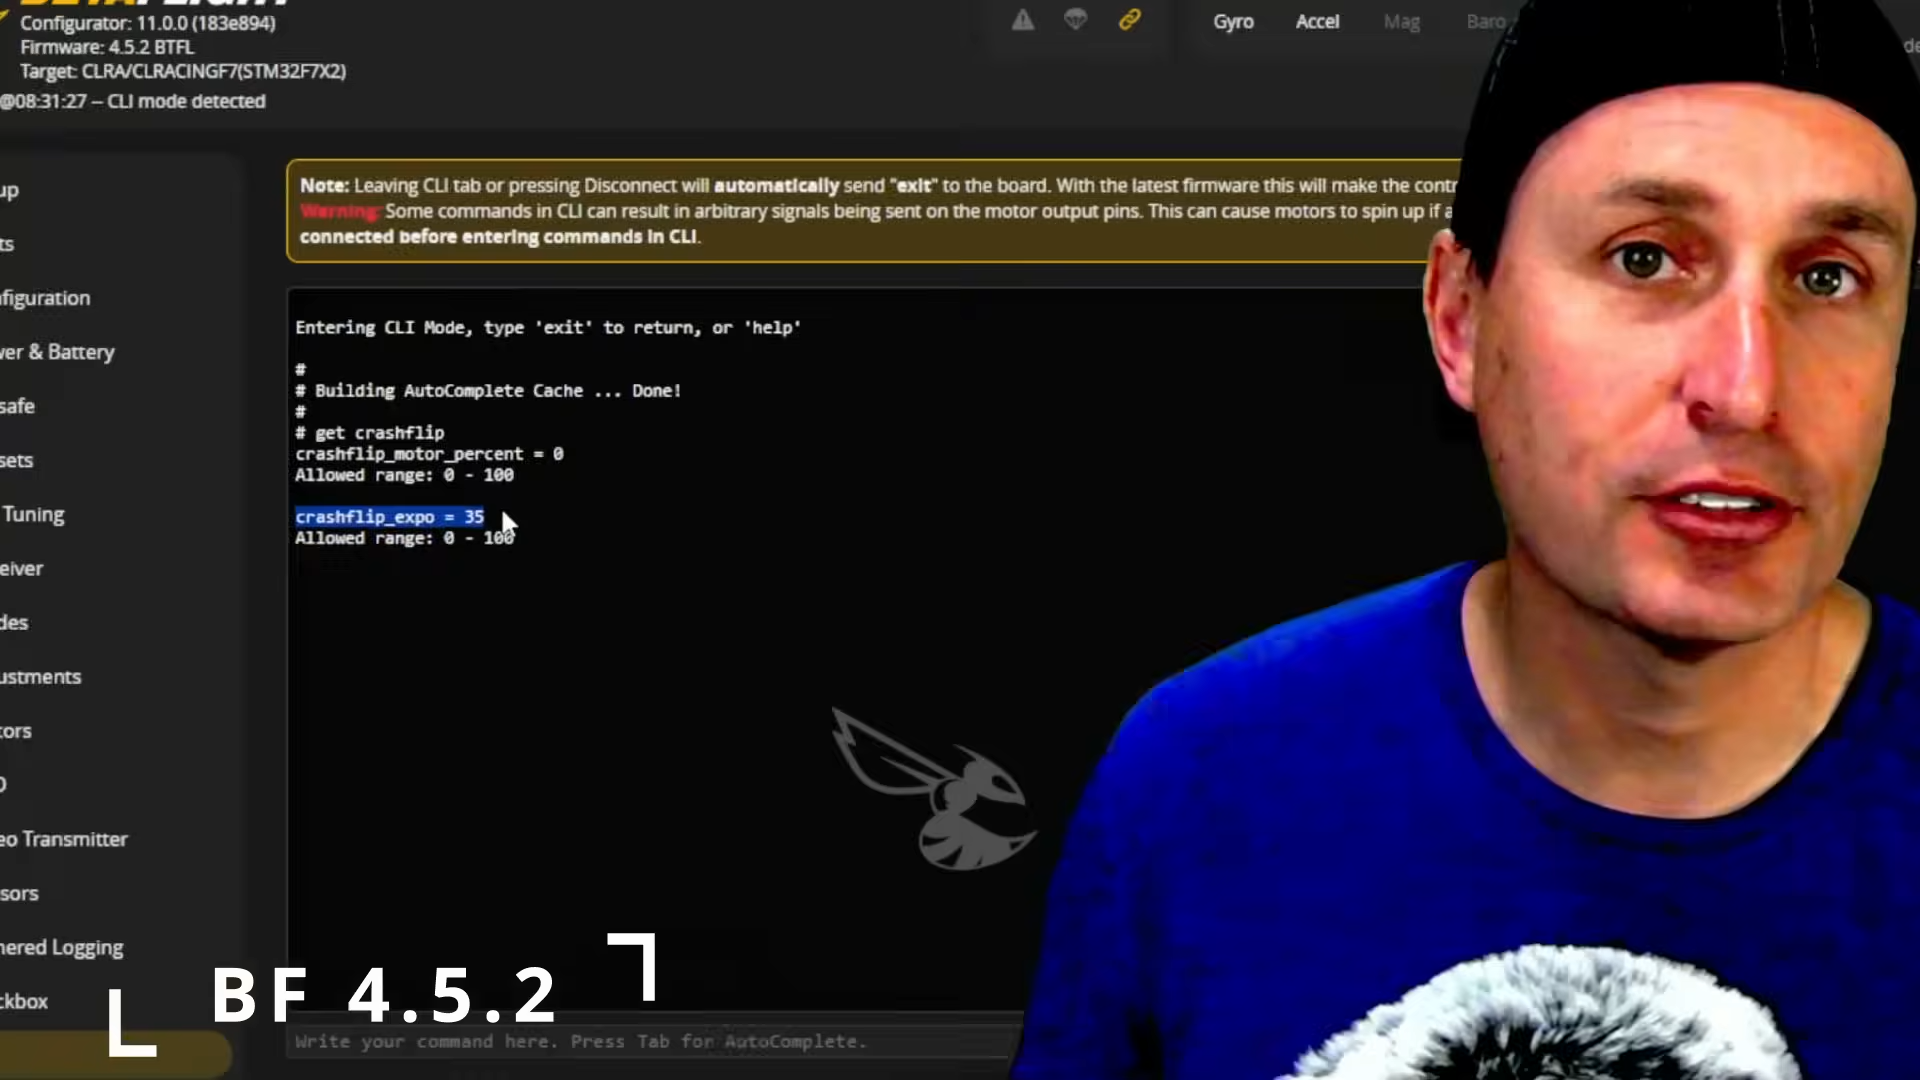 BETAFLIGHT
Configurator: 11.0.0 (183e894)
Firmware: 4.5.2 BTFL
Target: CLRA/CLRACINGF7(STM32F7X2)
@08:31:27 – CLI mode detected
Gyro Accel Mag Baro
Note: Leaving CLI tab or pressing Disconnect will automatically send "exit" to the board. With the latest firmware this will make the contr
Warning: Some commands in CLI can result in arbitrary signals being sent on the motor output pins. This can cause motors to spin up if a
connected before entering commands in CLI.
up
ts
nfiguration
wer & Battery
safe
sets
Tuning
eiver
des
ustments
tors
eo Transmitter
sors
hered Logging
ckbox
Entering CLI Mode, type 'exit' to return, or 'help'
#
# Building AutoComplete Cache ... Done!
#
# get crashflip
crashflip_motor_percent = 0
Allowed range: 0 - 100
crashflip_expo = 35
Allowed range: 0 - 100
BF 4.5.2
Write your command here. Press Tab for AutoComplete.